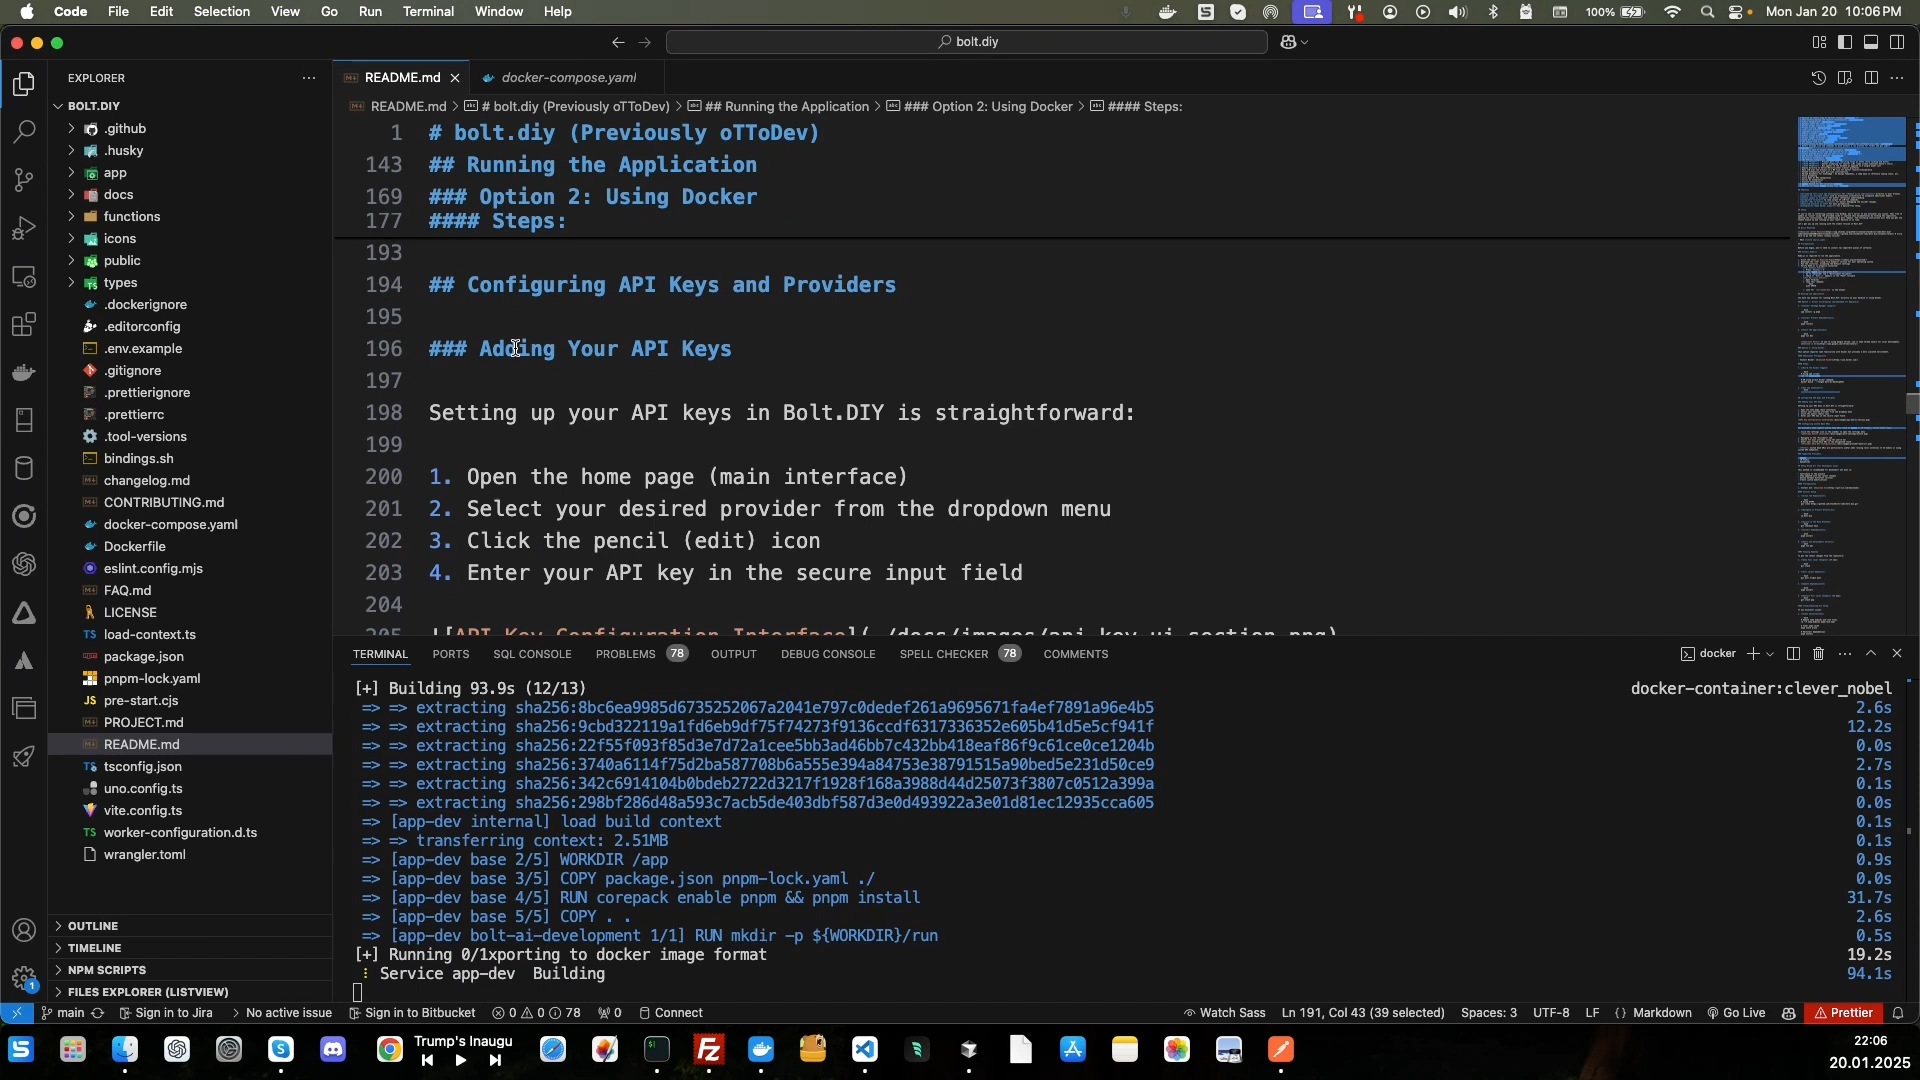 Code File Edit Selection View Go Run Terminal Window Help 100% Mon Jan 20 10:06 PM
bolt.diy
EXPLORER
BOLT.DIY
.github
.husky
app
docs
functions
icons
public
types
.dockerignore
.editorconfig
.env.example
.gitignore
.prettierignore
.prettierrc
.tool-versions
bindings.sh
changelog.md
CONTRIBUTING.md
docker-compose.yaml
Dockerfile
eslint.config.mjs
FAQ.md
LICENSE
TS load-context.ts
package.json
pnpm-lock.yaml
JS pre-start.cjs
PROJECT.md
README.md
TS tsconfig.json
uno.config.ts
vite.config.ts
TS worker-configuration.d.ts
wrangler.toml
OUTLINE
TIMELINE
NPM SCRIPTS
FILES EXPLORER (LISTVIEW)
README.md docker-compose.yaml
README.md > # bolt.diy (Previously oTToDev) > ## Running the Application > ### Option 2: Using Docker > #### Steps:
1 # bolt.diy (Previously oTToDev)
143 ## Running the Application
169 ### Option 2: Using Docker
177 #### Steps:
193
194 ## Configuring API Keys and Providers
195
196 ### Adding Your API Keys
197
198 Setting up your API keys in Bolt.DIY is straightforward:
199
200 1. Open the home page (main interface)
201 2. Select your desired provider from the dropdown menu
202 3. Click the pencil (edit) icon
203 4. Enter your API key in the secure input field
204
205 ![API Key Configuration Interface](./docs/images/api-key-ui-section.png)
TERMINAL PORTS SQL CONSOLE PROBLEMS 78 OUTPUT DEBUG CONSOLE SPELL CHECKER 78 COMMENTS docker
[+] Building 93.9s (12/13) docker-container:clever_nobel
=> => extracting sha256:8bc6ea9985d6735252067a2041e797c0dedef261a9695671fa4ef7891a96e4b5 2.6s
=> => extracting sha256:9cbd322119a1fd6eb9df75f74273f9136ccdf6317336352e605b41d5e5cf941f 12.2s
=> => extracting sha256:22f55f093f85d3e7d72a1cee5bb3ad46bb7c432bb418eaf86f9c61ce0ce1204b 0.0s
=> => extracting sha256:3740a6114f75d2ba587708b6a555e394a84753e38791515a90bed5e231d50ce9 2.7s
=> => extracting sha256:342c6914104b0bdeb2722d3217f1928f168a3988d44d25073f3807c0512a399a 0.1s
=> => extracting sha256:298bf286d48a593c7acb5de403dbf587d3e0d493922a3e01d81ec12935cca605 0.0s
=> [app-dev internal] load build context 0.1s
=> => transferring context: 2.51MB 0.1s
=> [app-dev base 2/5] WORKDIR /app 0.9s
=> [app-dev base 3/5] COPY package.json pnpm-lock.yaml ./ 0.0s
=> [app-dev base 4/5] RUN corepack enable pnpm && pnpm install 31.7s
=> [app-dev base 5/5] COPY . . 2.6s
=> [app-dev bolt-ai-development 1/1] RUN mkdir -p ${WORKDIR}/run 0.5s
[+] Running 0/1xporting to docker image format 19.2s
⠸ Service app-dev Building 94.1s
1
main Sign in to Jira > No active issue Sign in to Bitbucket 0 0 78 0 Connect Watch Sass Ln 191, Col 43 (39 selected) Spaces: 3 UTF-8 LF {} Markdown Go Live Prettier
Trump's Inaugu
22:06
20.01.2025